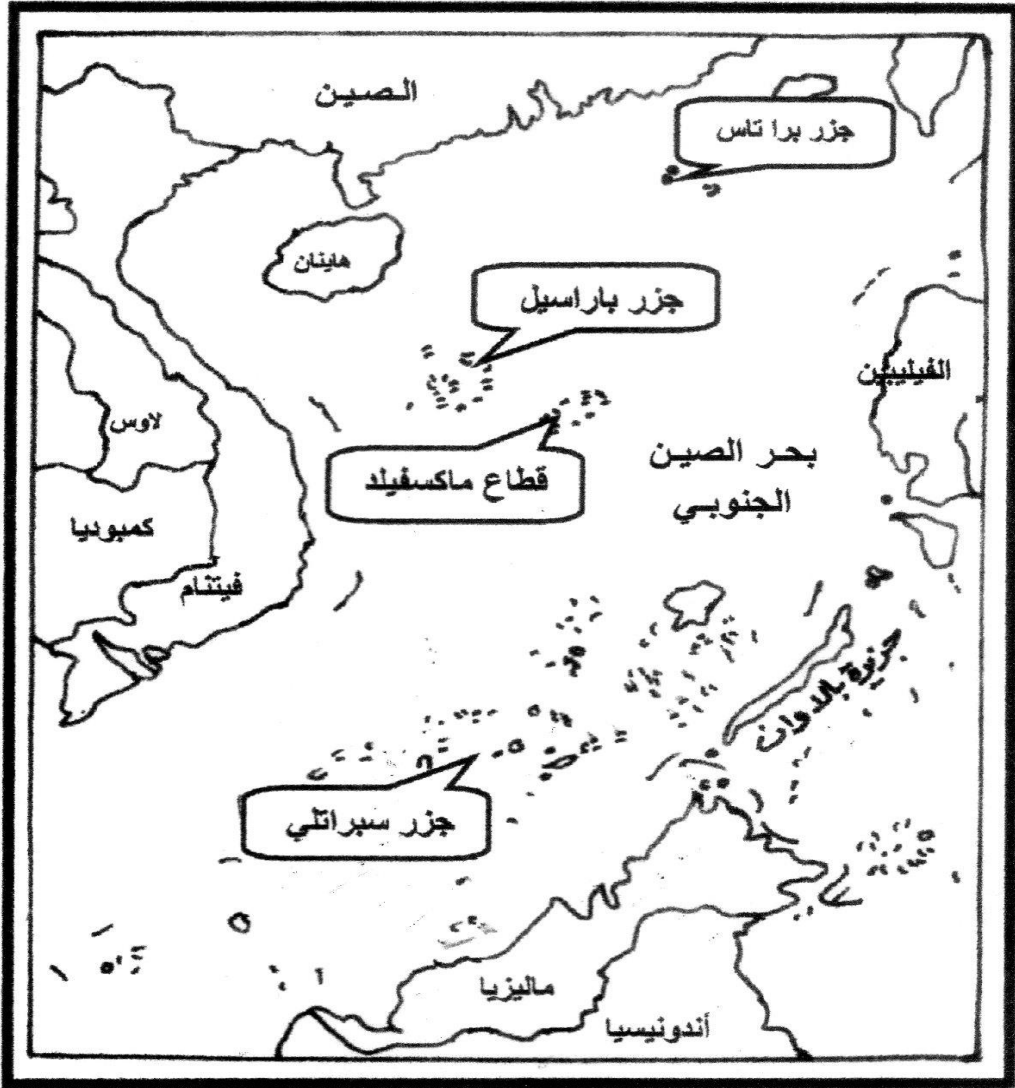 الصين
جزر برا تاس
هاينان
جزر باراسيل
الفيليبين
لاوس
بحر الصين
الجنوبي
قطاع ماكسفيلد
كمبوديا
فيتنام
جزيرة بالاوان
جزر سبراتلي
ماليزيا
أندونيسيا